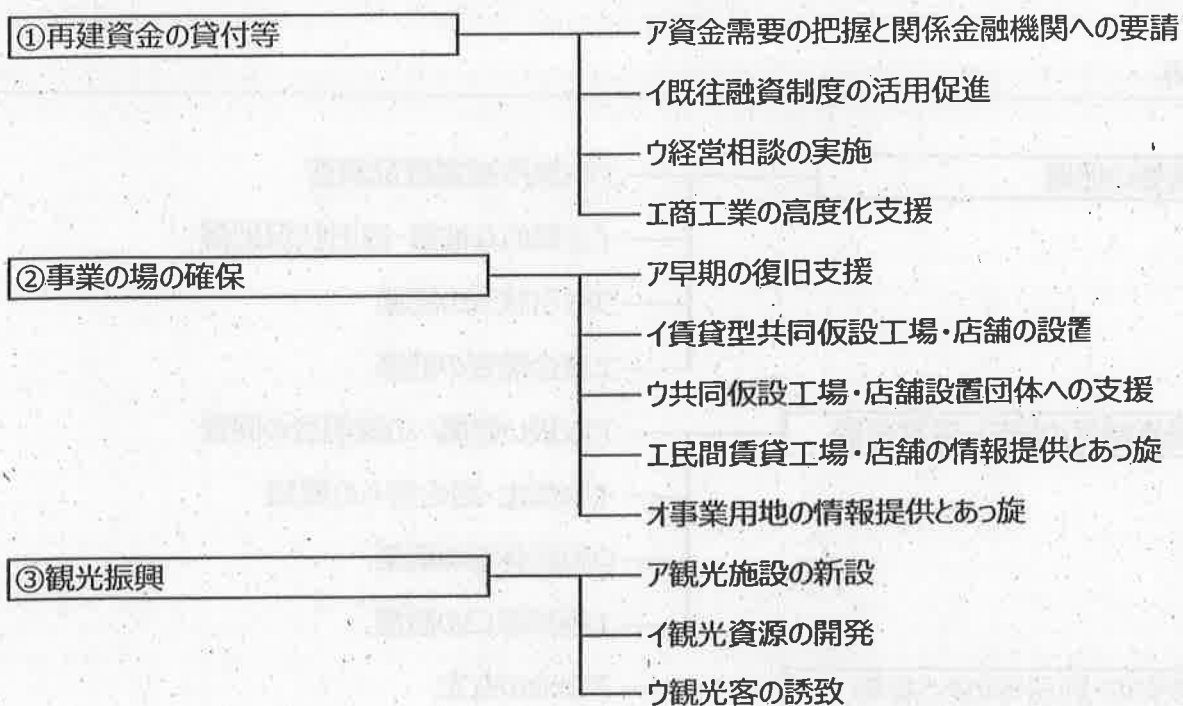 ①再建資金の貸付等
ア資金需要の把握と関係金融機関への要請
イ既往融資制度の活用促進
ウ経営相談の実施
エ商工業の高度化支援
②事業の場の確保
ア早期の復旧支援
イ賃貸型共同仮設工場・店舗の設置
ウ共同仮設工場・店舗設置団体への支援
エ民間賃貸工場・店舗の情報提供とあっ旋
オ事業用地の情報提供とあっ旋
③観光振興
ア観光施設の新設
イ観光資源の開発
ウ観光客の誘致